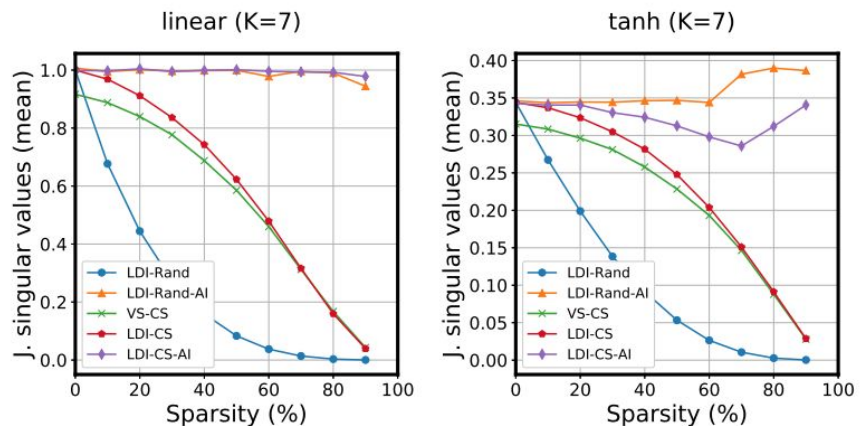 linear (K=7)
J. singular values (mean)
1.0
0.8
0.6
0.4
0.2
0.0
LDI-Rand
LDI-Rand-AI
VS-CS
LDI-CS
LDI-CS-AI
0 20 40 60 80 100
Sparsity (%)
tanh (K=7)
J. singular values (mean)
0.40
0.35
0.30
0.25
0.20
0.15
0.10
0.05
0.00
LDI-Rand
LDI-Rand-AI
VS-CS
LDI-CS
LDI-CS-AI
0 20 40 60 80 100
Sparsity (%)